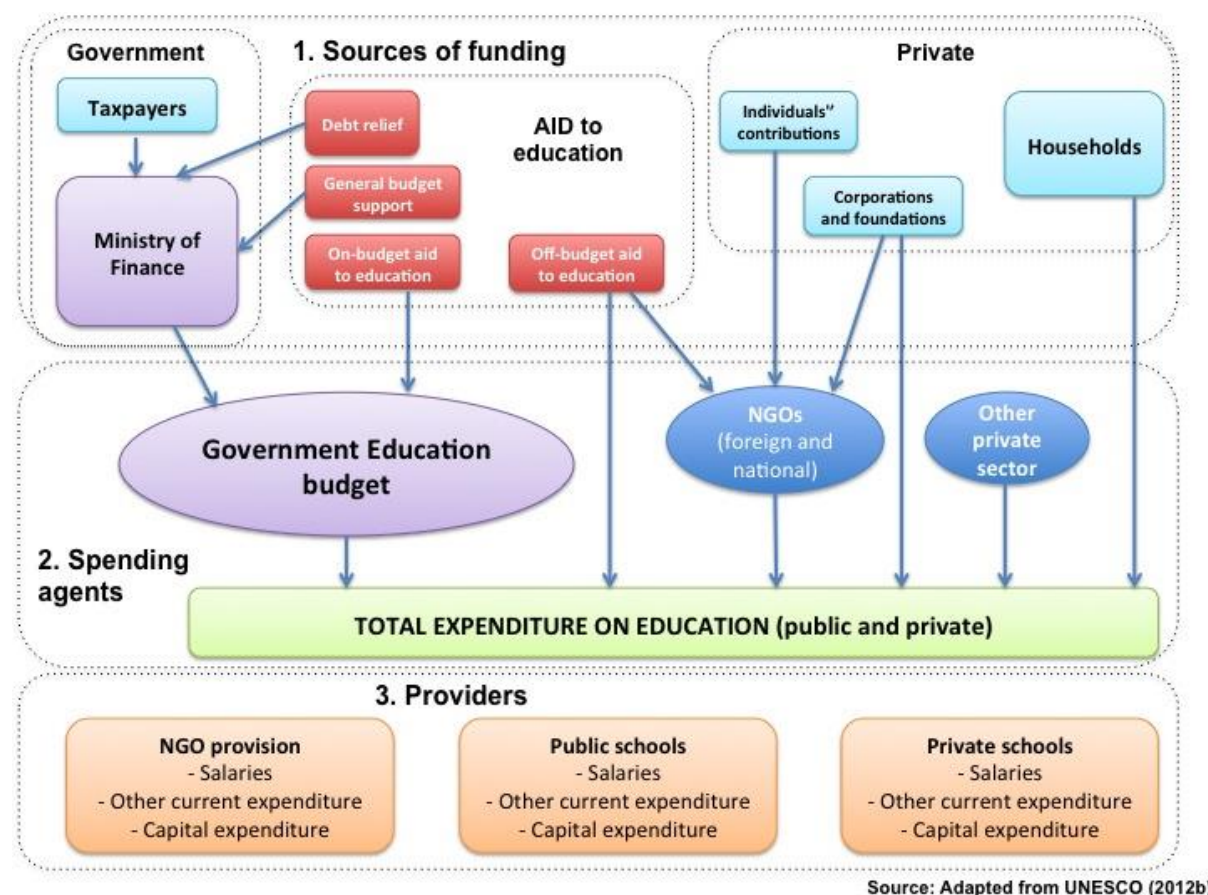 Government
1. Sources of funding
Private
Taxpayers
Debt relief
AID to
education
Individuals”
contributions
Households
General budget
support
Corporations
and foundations
Ministry of
Finance
On-budget aid
to education
Off-budget aid
to education
Government Education
budget
NGOs
(foreign and
national)
Other
private
sector
2. Spending
agents
TOTAL EXPENDITURE ON EDUCATION (public and private)
3. Providers
NGO provision
- Salaries
- Other current expenditure
- Capital expenditure
Public schools
- Salaries
- Other current expenditure
- Capital expenditure
Private schools
- Salaries
- Other current expenditure
- Capital expenditure
Source: Adapted from UNESCO (2012b)